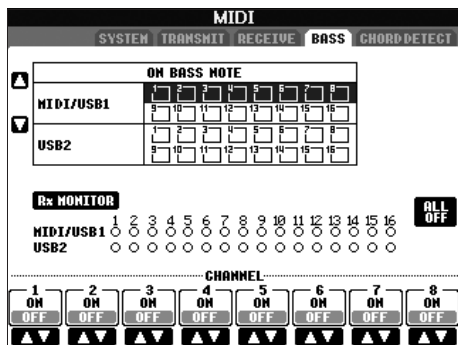 MIDI
SYSTEM TRANSMIT RECEIVE BASS CHORD DETECT
ON BASS NOTE
MIDI/USB1
1 2 3 4 5 6 7 8
9 10 11 12 13 14 15 16
USB2
1 2 3 4 5 6 7 8
9 10 11 12 13 14 15 16
Rx MONITOR
ALL OFF
1 2 3 4 5 6 7 8 9 10 11 12 13 14 15 16
MIDI/USB1
USB2
CHANNEL
1 2 3 4 5 6 7 8
ON ON ON ON ON ON ON ON
OFF OFF OFF OFF OFF OFF OFF OFF